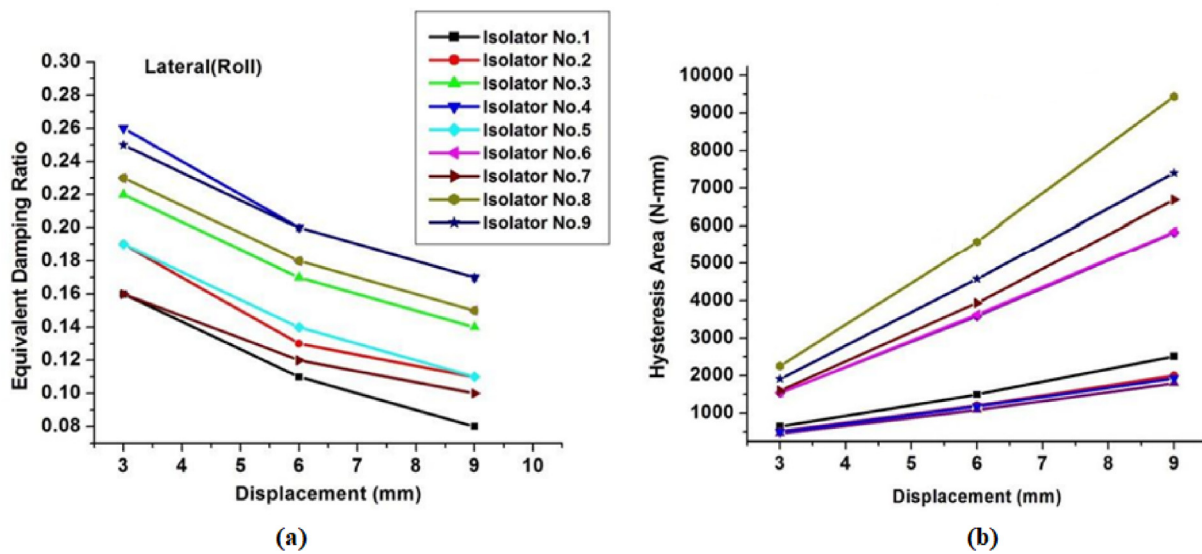 Lateral(Roll)
Isolator No.1
Isolator No.2
Isolator No.3
Isolator No.4
Isolator No.5
Isolator No.6
Isolator No.7
Isolator No.8
Isolator No.9
Equivalent Damping Ratio
0.30
0.28
0.26
0.24
0.22
0.20
0.18
0.16
0.14
0.12
0.10
0.08
3 4 5 6 7 8 9 10
Displacement (mm)
(a)
Hysteresis Area (N-mm)
10000
9000
8000
7000
6000
5000
4000
3000
2000
1000
3 4 5 6 7 8 9
Displacement (mm)
(b)